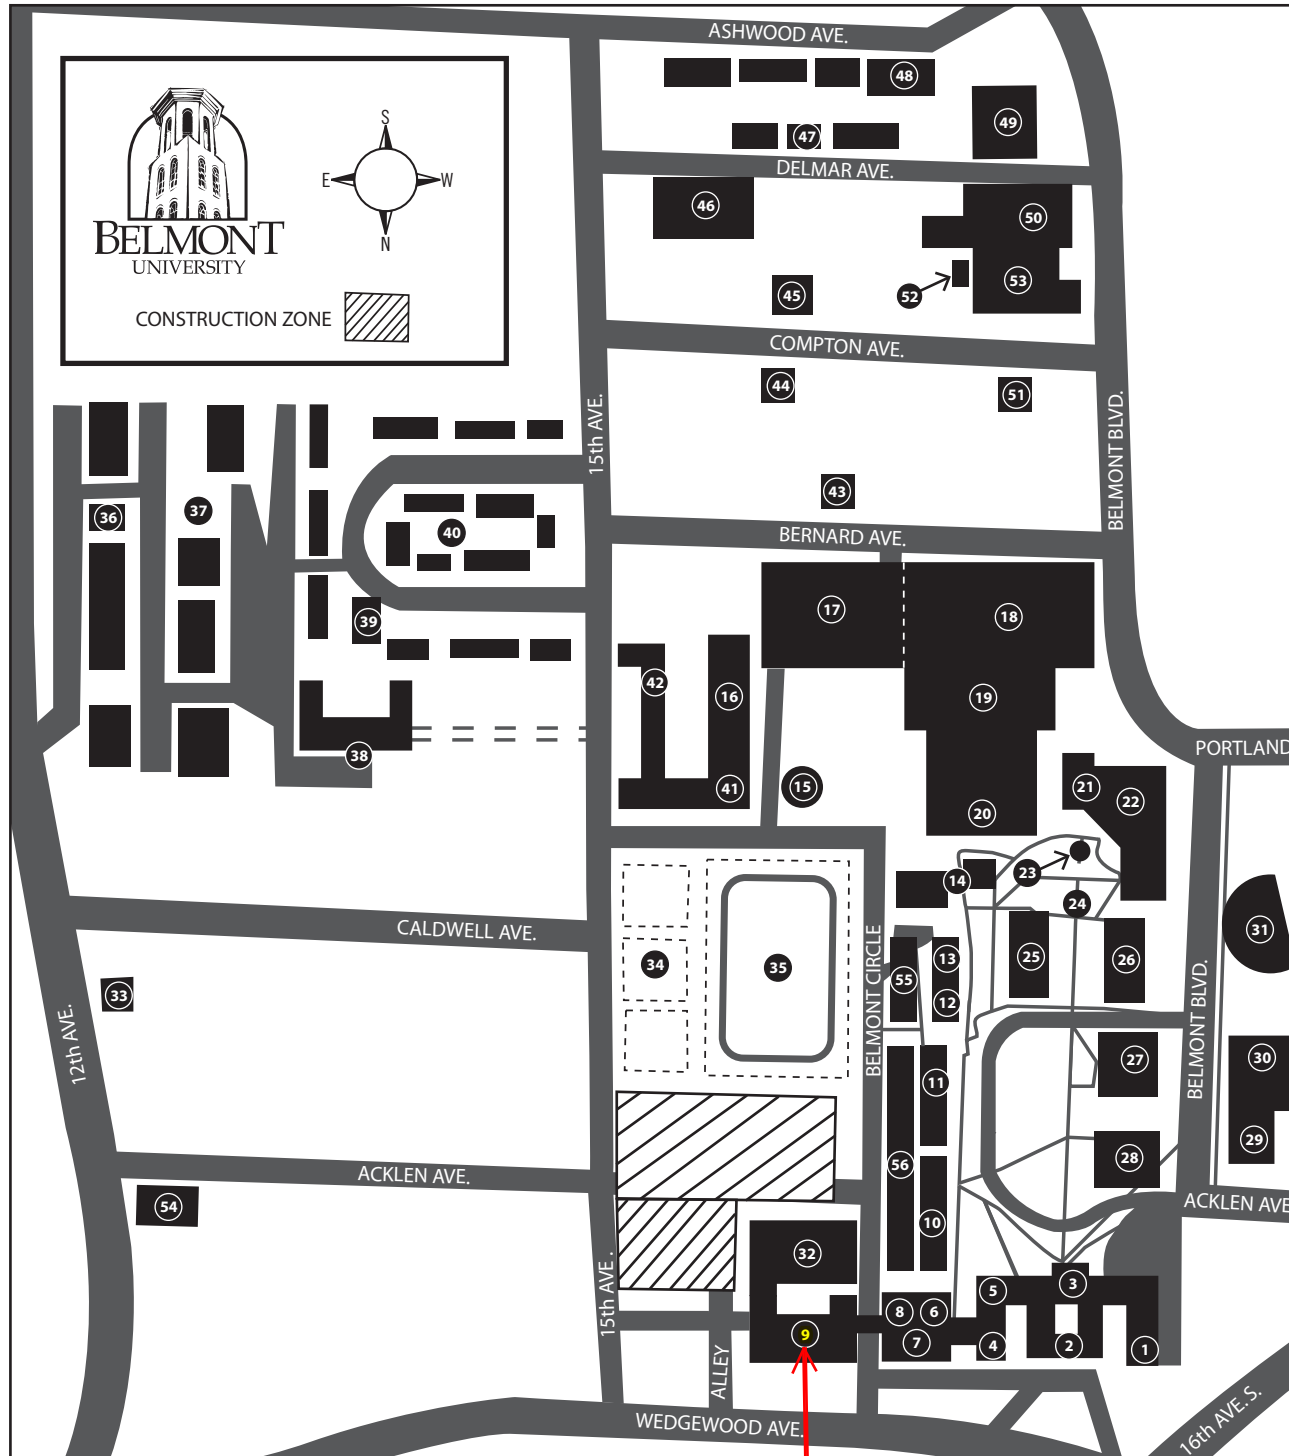 ASHWOOD AVE.
48
49
47
DELMAR AVE.
S
E
W
N
BELMONT
UNIVERSITY
CONSTRUCTION ZONE
46
50
53
52
45
COMPTON AVE.
44
51
15th AVE.
BELMONT BLVD.
43
36
37
40
BERNARD AVE.
17
18
39
42
16
19
38
41
15
PORTLAND
21
22
20
23
14
24
CALDWELL AVE.
34
35
BELMONT CIRCLE
55
13
12
25
26
31
33
12th AVE.
BELMONT BLVD.
27
30
11
29
28
56
ACKLEN AVE.
54
10
ACKLEN AVE
32
15th AVE.
5
3
8
6
9
7
4
2
1
ALLEY
WEDGEWOOD AVE.
16th AVE. S.